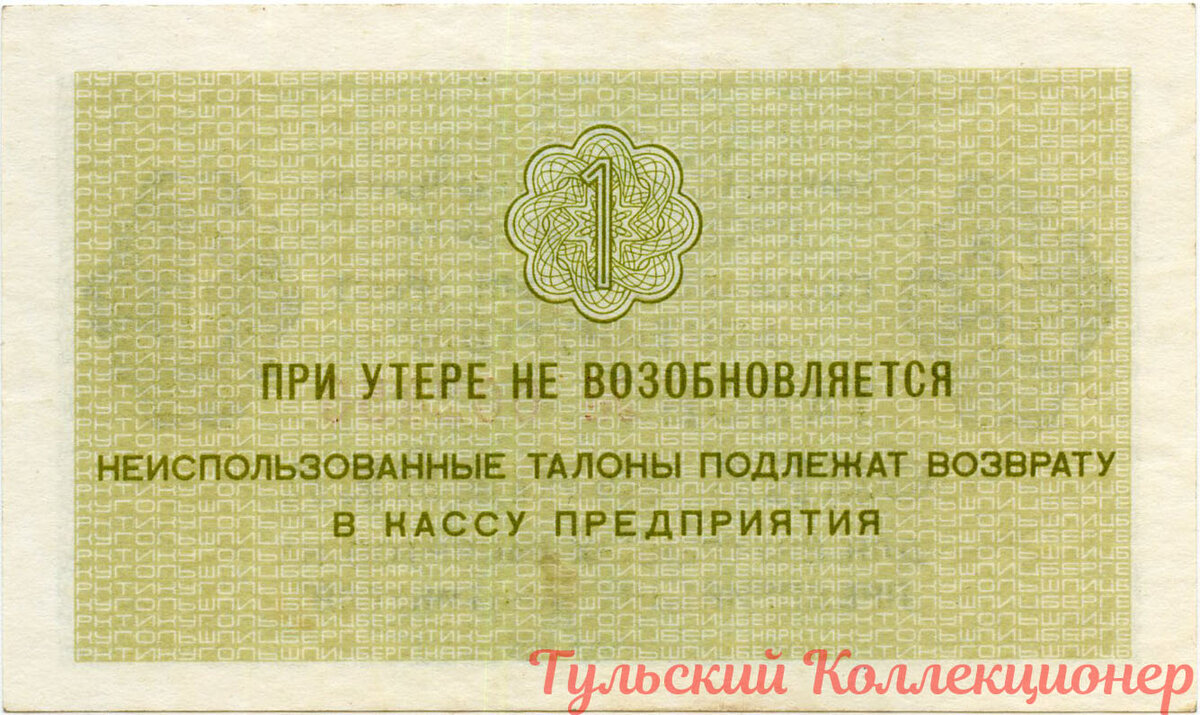 1
ПРИ УТЕРЕ НЕ ВОЗОБНОВЛЯЕТСЯ
НЕИСПОЛЬЗОВАННЫЕ ТАЛОНЫ ПОДЛЕЖАТ ВОЗВРАТУ
В КАССУ ПРЕДПРИЯТИЯ
Тульский Коллекционер